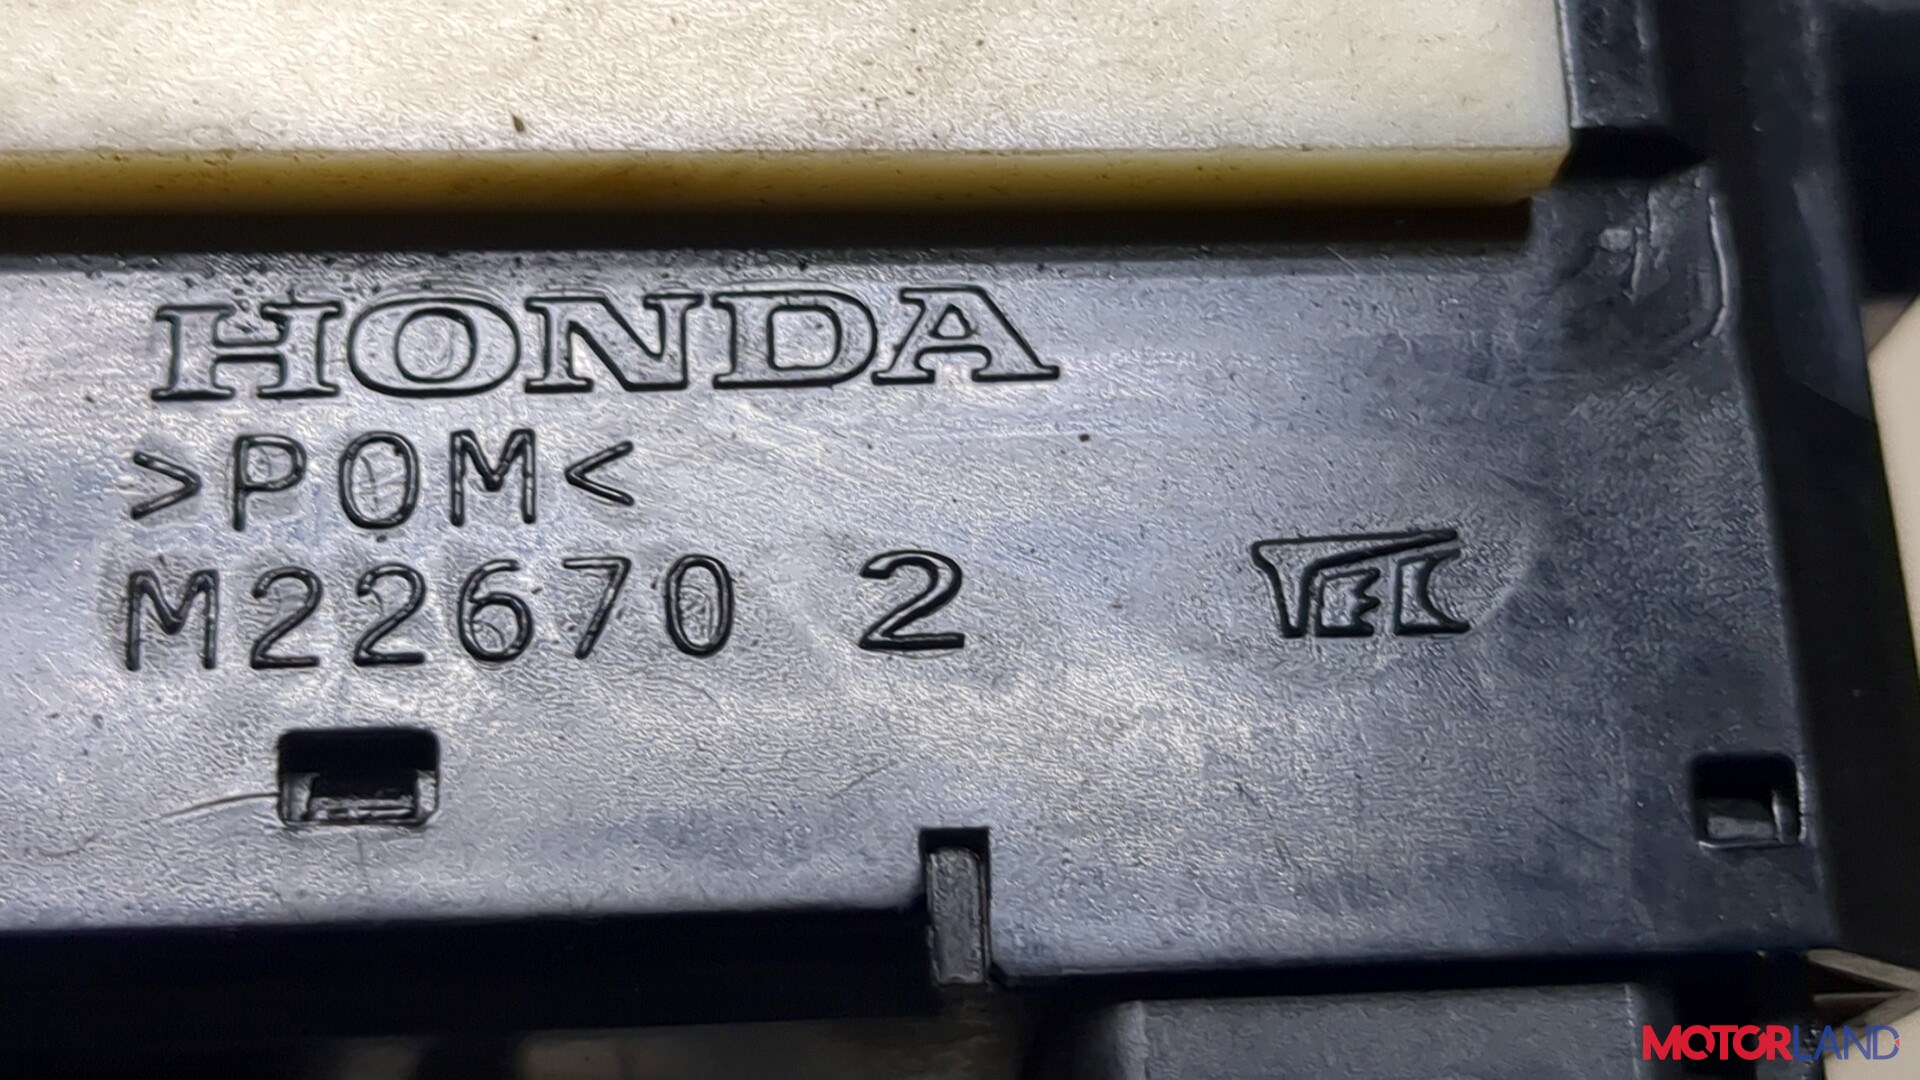 HONDA
>POM<
M22670 2 TEC
MOTORLAND